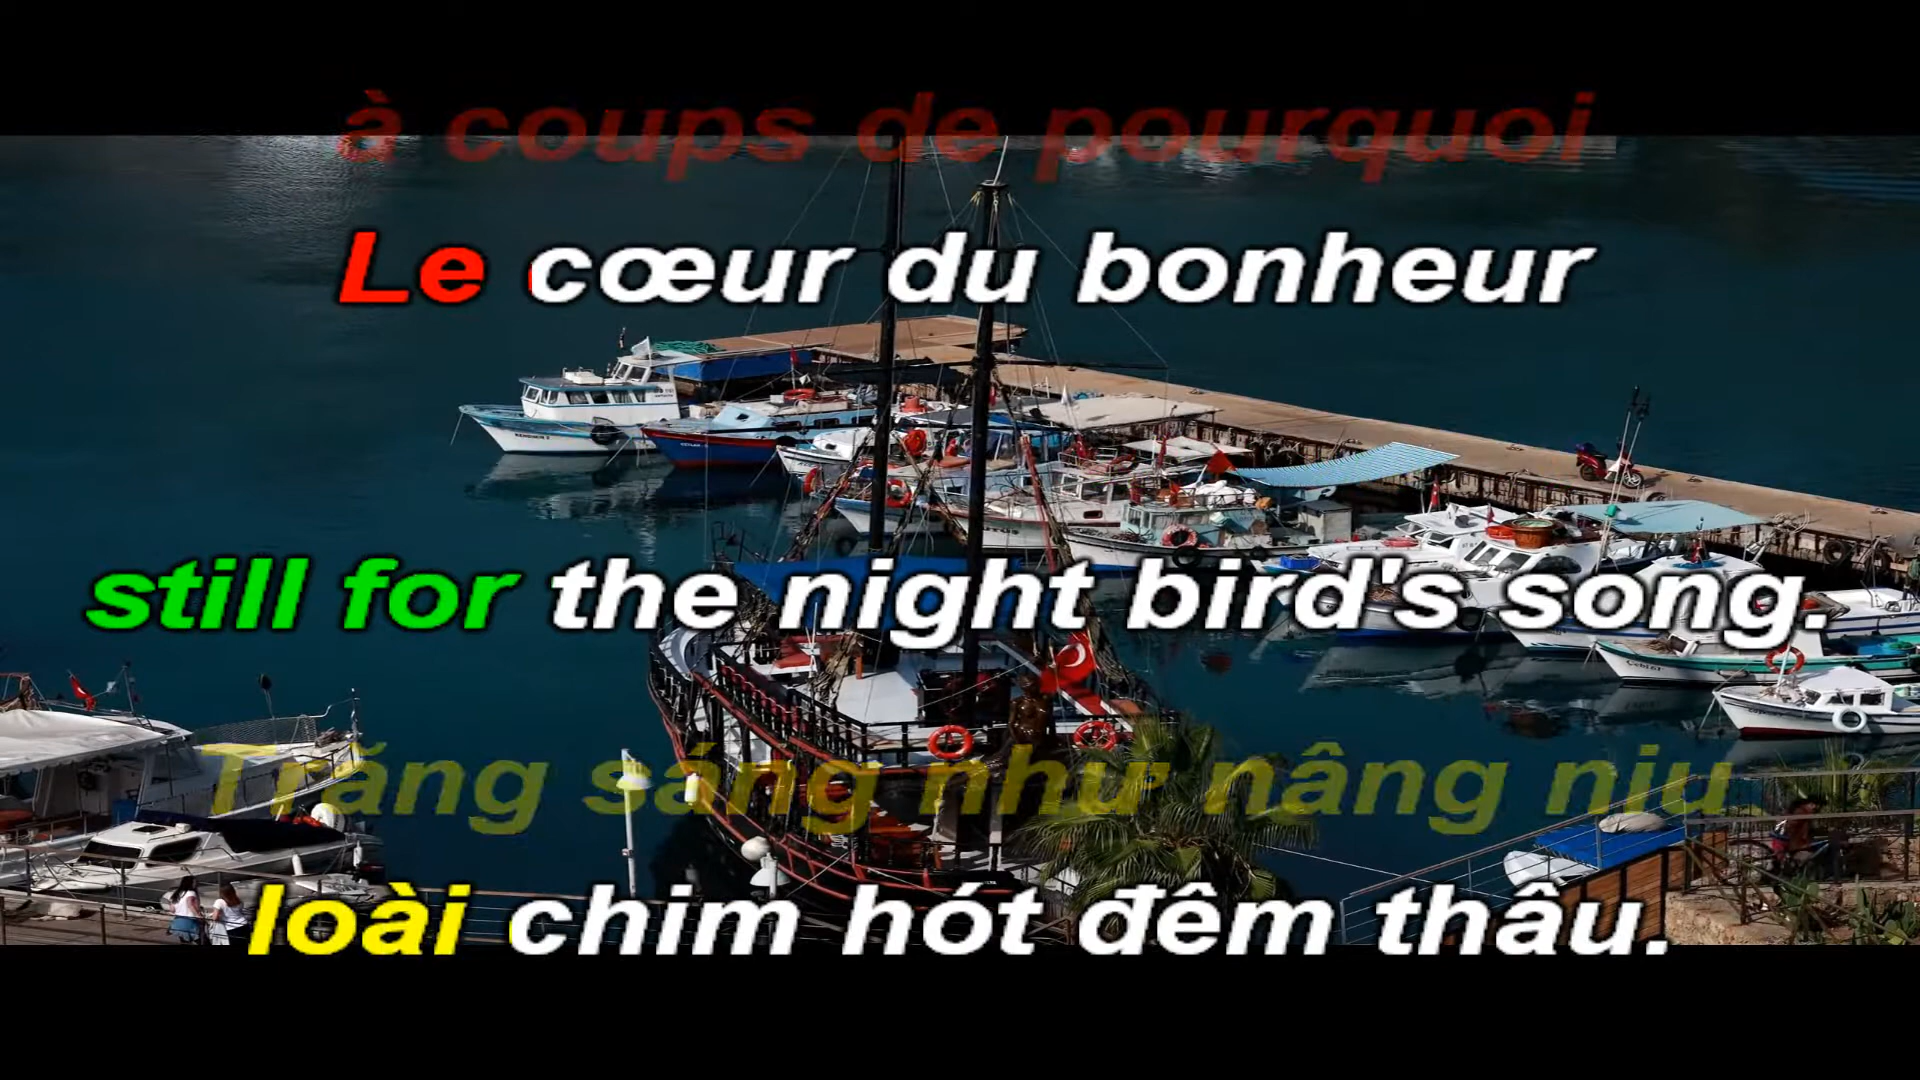 à coups de pourquoi
Le cœur du bonheur
still for the night bird's song.
Trăng sáng như nâng niu
loài chim hót đêm thâu.